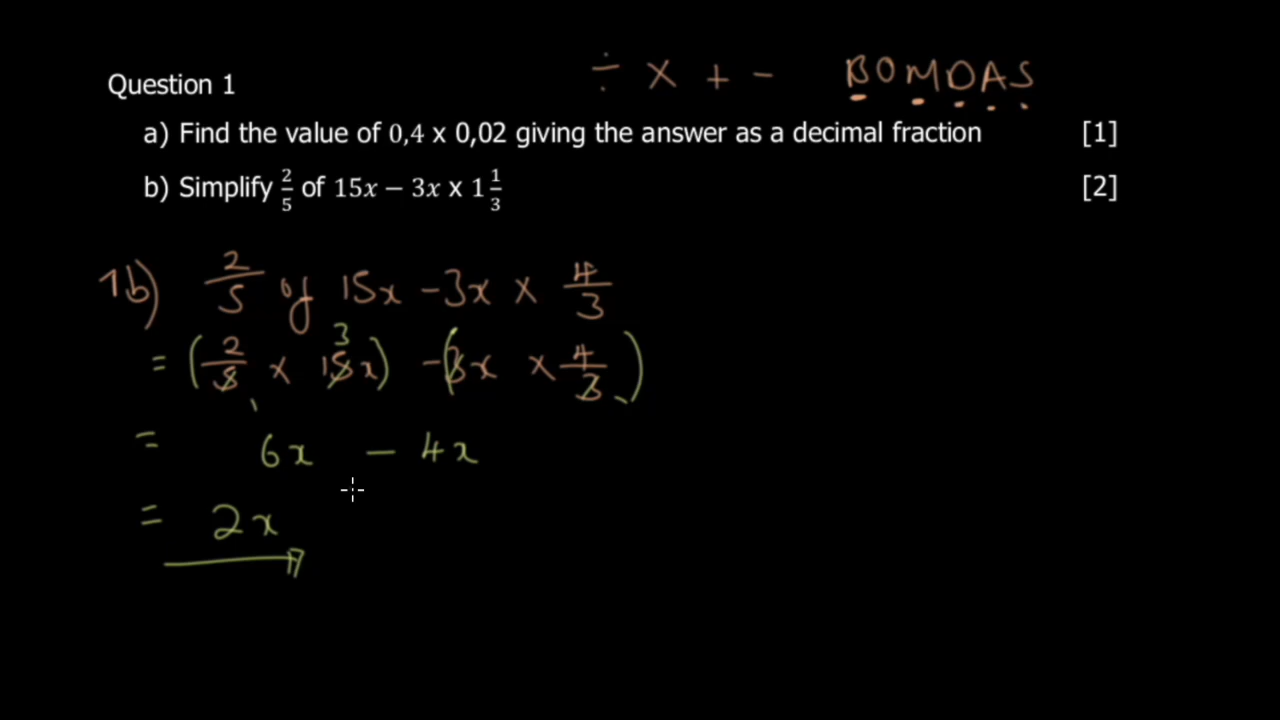 ÷ x + - BOMDAS
Question 1
a) Find the value of 0,4 x 0,02 giving the answer as a decimal fraction [1]
b) Simplify 2/5 of 15x − 3x x 1 1/3 [2]
1b) 2/5 of 15x - 3x x 4/3
= (2/5 x 15x) - (3x x 4/3)
3
1
= 6x - 4x
= 2x